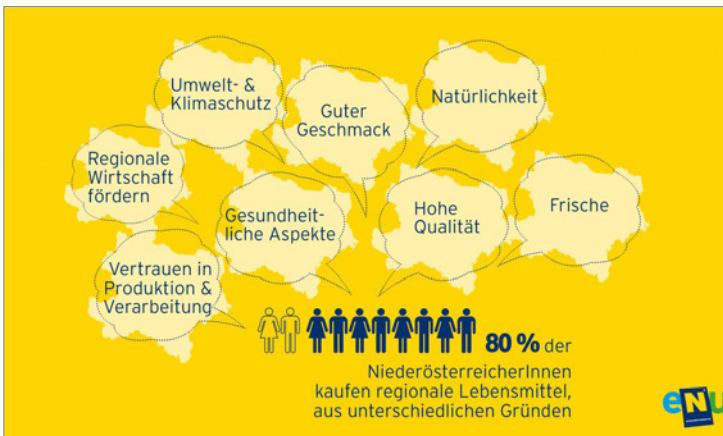 Umwelt- &
Klimaschutz
Guter
Geschmack
Natürlichkeit
Regionale
Wirtschaft
fördern
Gesundheit-
liche Aspekte
Hohe
Qualität
Frische
Vertrauen in
Produktion &
Verarbeitung
80 % der
NiederösterreicherInnen
kaufen regionale Lebensmittel,
aus unterschiedlichen Gründen
eNu